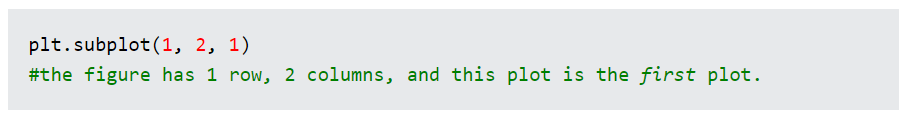 plt.subplot(1, 2, 1)
#the figure has 1 row, 2 columns, and this plot is the first plot.